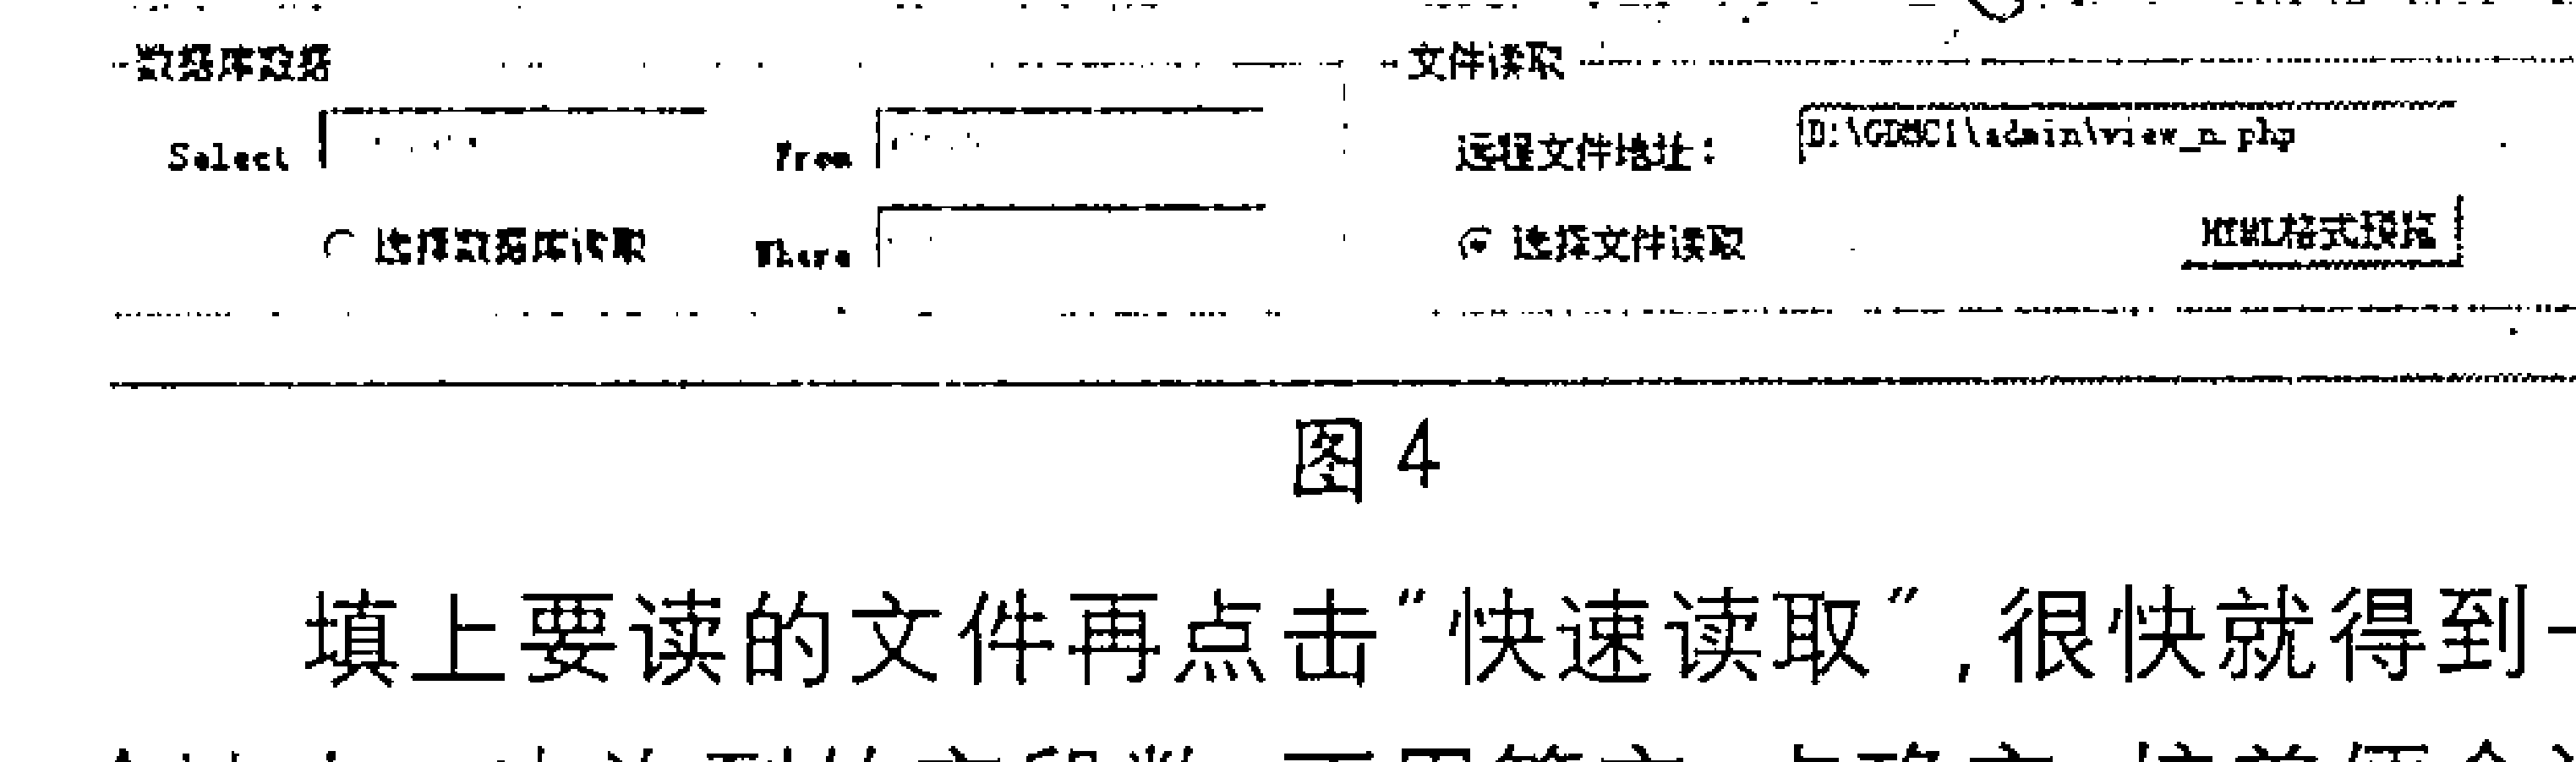 数据库数据 文件读取
Select From 远程文件地址: D:\GDMC1\admin\view_n.php
选择数据库读取 Where 选择文件读取 HTML格式预览
图 4
填上要读的文件再点击"快速读取",很快就得到